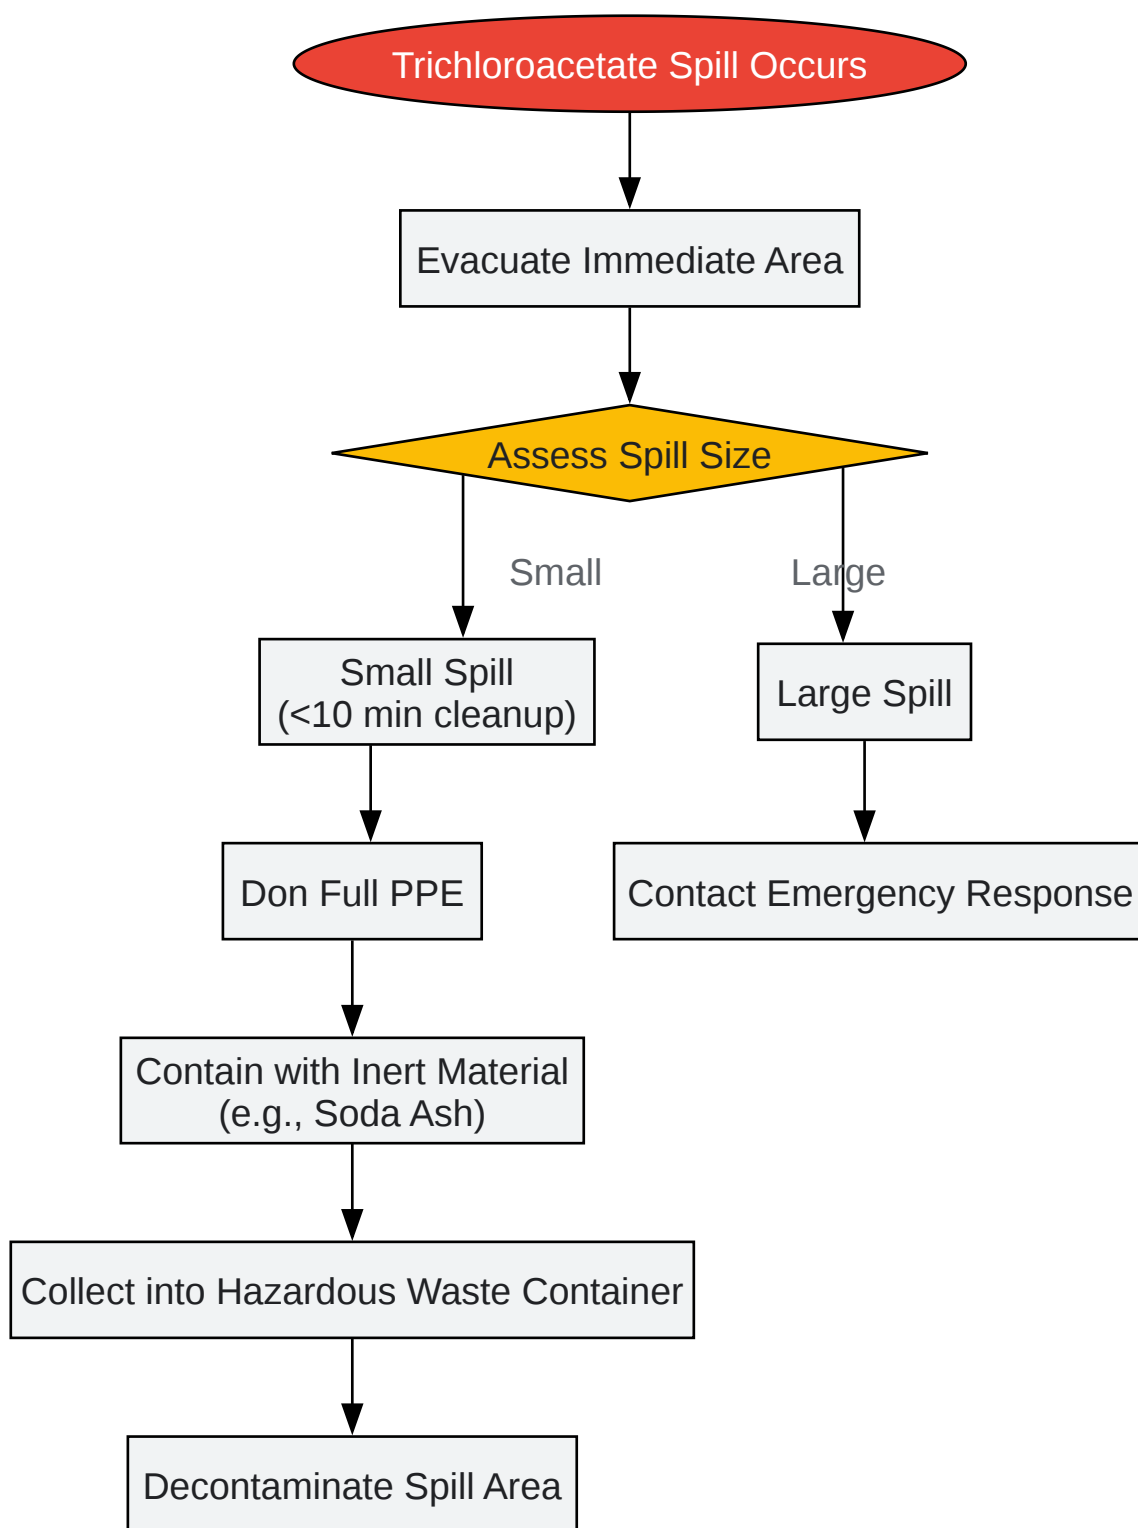 Trichloroacetate Spill Occurs
Evacuate Immediate Area
Assess Spill Size
Small
Large
Small Spill
(<10 min cleanup)
Large Spill
Don Full PPE
Contact Emergency Response
Contain with Inert Material
(e.g., Soda Ash)
Collect into Hazardous Waste Container
Decontaminate Spill Area